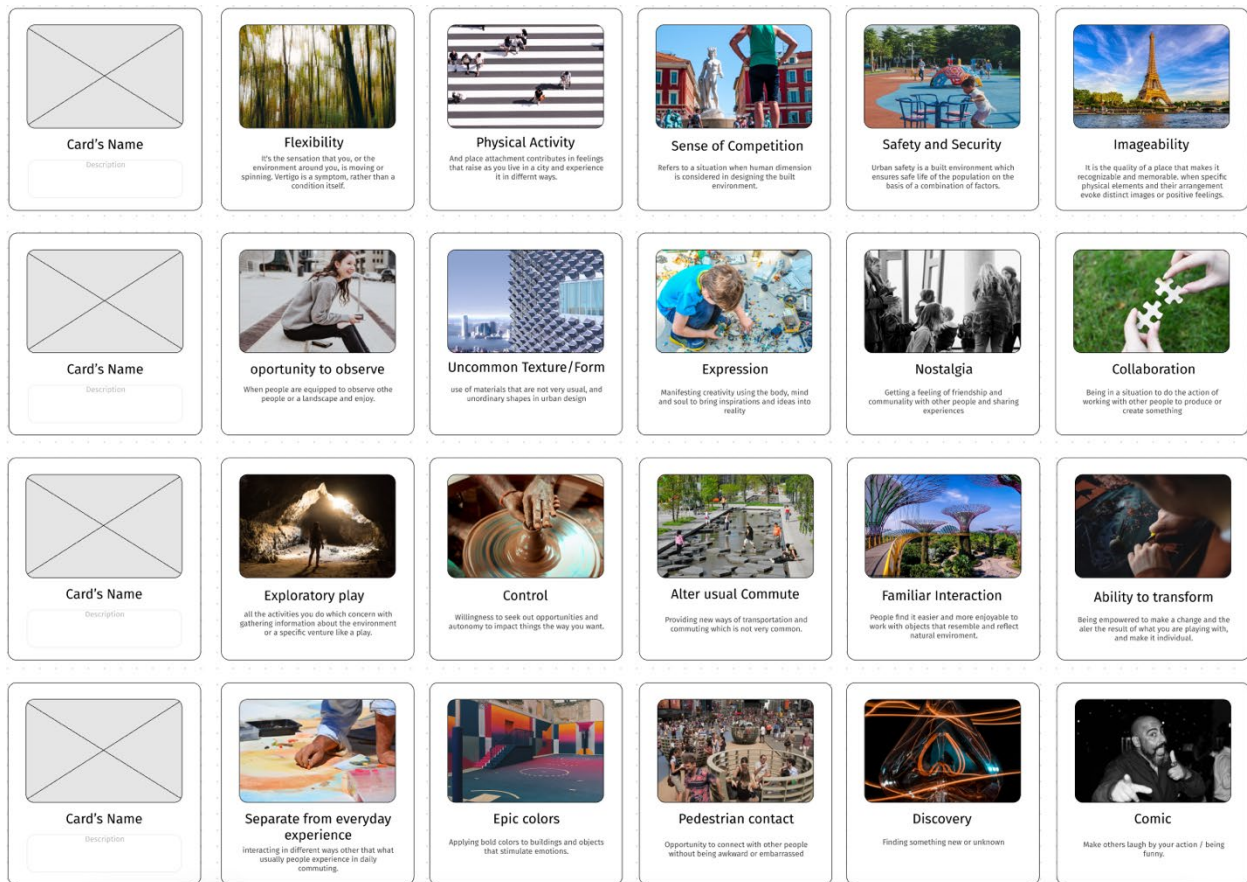 Card's Name
Description
Flexibility
It's the sensation that you, or the
environment around you, is moving or
spinning. Vertigo is a symptom, rather than a
condition itself.
Physical Activity
And place attachment contributes in feelings
that raise as you live in a city and experience
it in differnt ways.
Sense of Competition
Refers to a situation when human dimension
is considered in designing the built
environment.
Safety and Security
Urban safety is a built environment which
ensures safe life of the population on the
basis of a combination of factors.
Imageability
It is the quality of a place that makes it
recognizable and memorable, when specific
physical elements and their arrangement
evoke distinct images or positive feelings.
Card's Name
Description
oportunity to observe
When people are equipped to observe othe
people or a landscape and enjoy.
Uncommon Texture/Form
use of materials that are not very usual, and
unordinary shapes in urban design
Expression
Manifesting creativity using the body, mind
and soul to bring inspirations and ideas into
reality
Nostalgia
Getting a feeling of friendship and
communality with other people and sharing
experiences
Collaboration
Being in a situation to do the action of
working with other people to produce or
create something
Card's Name
Description
Exploratory play
all the activities you do which concern with
gathering information about the environment
or a specific venture like a play.
Control
Willingness to seek out opportunities and
autonomy to impact things the way you want.
Alter usual Commute
Providing new ways of transportation and
commuting which is not very common.
Familiar Interaction
People find it easier and more enjoyable to
work with objects that resemble and reflect
natural enviroment.
Ability to transform
Being empowered to make a change and the
aler the result of what you are playing with,
and make it individual.
Card's Name
Description
Separate from everyday
experience
interacting in different ways other that what
usually people experience in daily
commuting.
Epic colors
Applying bold colors to buildings and objects
that stimulate emotions.
Pedestrian contact
Opportunity to connect with other people
without being awkward or embarrassed
Discovery
Finding something new or unknown
Comic
Make others laugh by your action / being
funny.